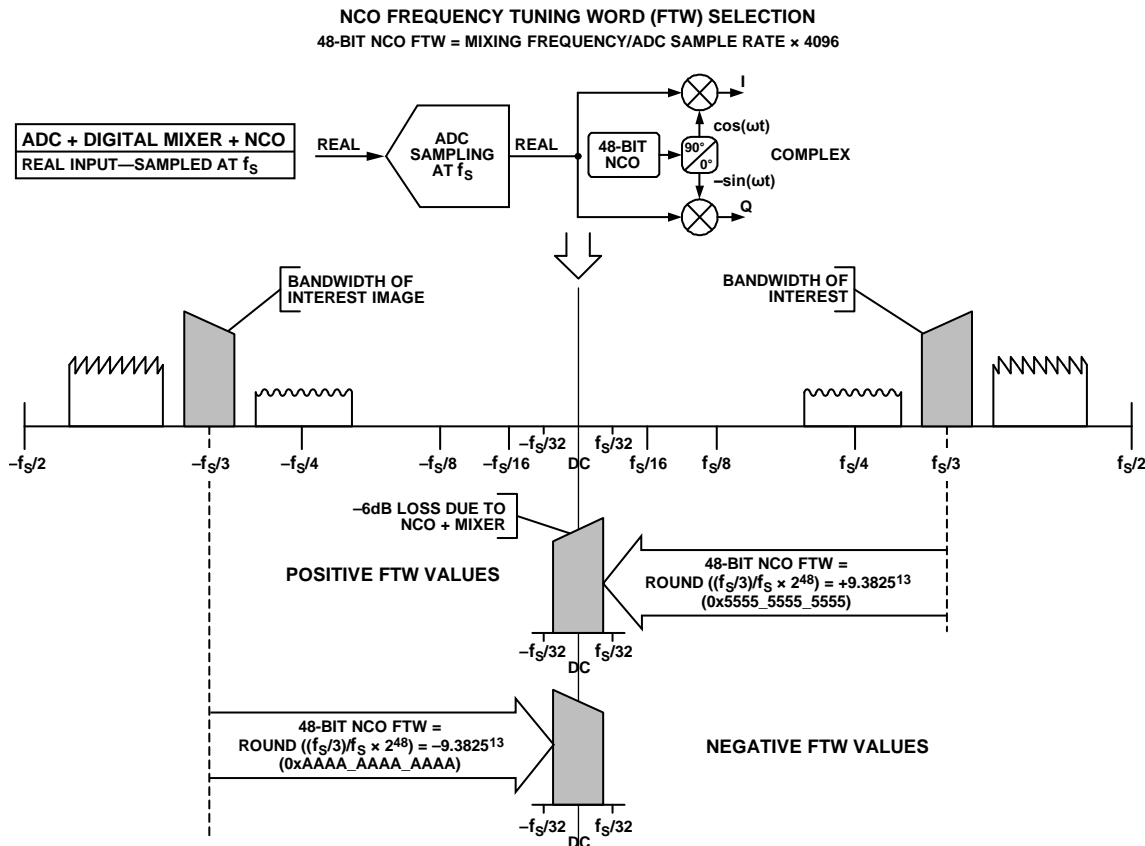 NCO FREQUENCY TUNING WORD (FTW) SELECTION
48-BIT NCO FTW = MIXING FREQUENCY/ADC SAMPLE RATE × 4096
ADC + DIGITAL MIXER + NCO
REAL INPUT—SAMPLED AT fS
REAL
ADC
SAMPLING
AT fS
REAL
48-BIT
NCO
90°
0°
cos(ωt)
–sin(ωt)
I
Q
COMPLEX
BANDWIDTH OF
INTEREST IMAGE
BANDWIDTH OF
INTEREST
–fS/2
–fS/3
–fS/4
–fS/8
–fS/16
–fS/32
DC
fS/32
fS/16
fS/8
fS/4
fS/3
fS/2
–6dB LOSS DUE TO
NCO + MIXER
POSITIVE FTW VALUES
48-BIT NCO FTW =
ROUND ((fS/3)/fS × 2^48) = +9.3825^13
(0x5555_5555_5555)
–fS/32
DC
fS/32
48-BIT NCO FTW =
ROUND ((fS/3)/fS × 2^48) = –9.3825^13
(0xAAAA_AAAA_AAAA)
NEGATIVE FTW VALUES
–fS/32
DC
fS/32